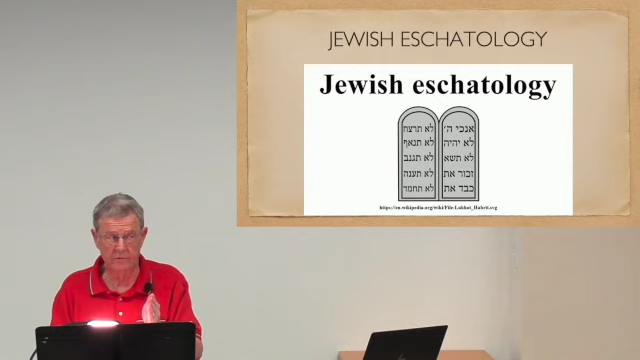 JEWISH ESCHATOLOGY
Jewish eschatology
אנכי ה׳
לא יהיה
לא תשא
זכור את
כבד את
לא תרצח
לא תנאף
לא תגנב
לא תענה
לא תחמד
https://en.wikipedia.org/wiki/File:Lukhot_Habrit.svg